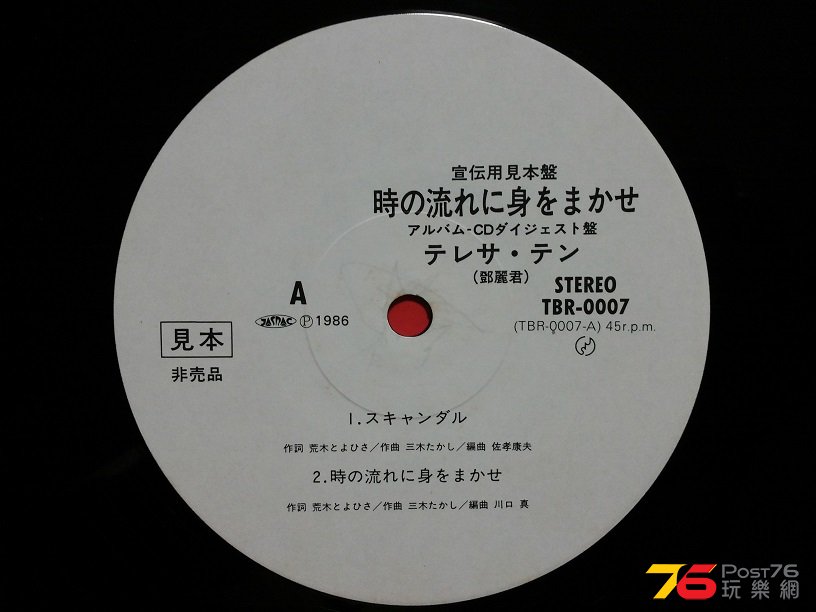 宣伝用見本盤
時の流れに身をまかせ
アルバム-CDダイジェスト盤
テレサ・テン
(鄧麗君)
STEREO
TBR-0007
(TBR-0007-A) 45r.p.m.
A
JASRAC Ⓟ1986
見本
非売品
1.スキャンダル
作詞 荒木とよひさ/作曲 三木たかし/編曲 佐孝康夫
2.時の流れに身をまかせ
作詞 荒木とよひさ/作曲 三木たかし/編曲 川口 真
76 POST76
玩樂網